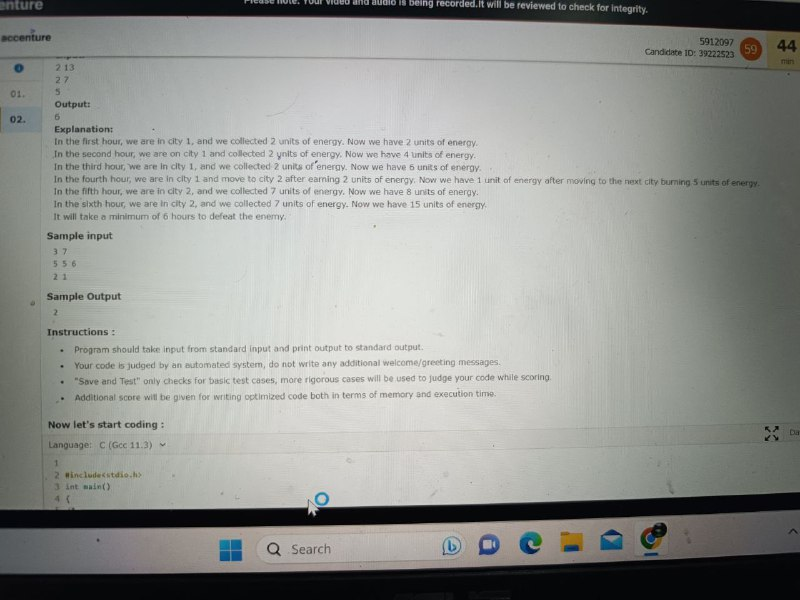 enture
Please note: Your video and audio is being recorded.It will be reviewed to check for integrity.
accenture
5912097
Candidate ID: 39222523
59
44
min
01.
02.
2 13
2 7
5
Output:
6
Explanation:
In the first hour, we are in city 1, and we collected 2 units of energy. Now we have 2 units of energy.
In the second hour, we are on city 1 and collected 2 units of energy. Now we have 4 units of energy.
In the third hour, we are in city 1, and we collected 2 units of energy. Now we have 6 units of energy.
In the fourth hour, we are in city 1 and move to city 2 after earning 2 units of energy. Now we have 1 unit of energy after moving to the next city burning 5 units of energy.
In the fifth hour, we are in city 2, and we collected 7 units of energy. Now we have 8 units of energy.
In the sixth hour, we are in city 2, and we collected 7 units of energy. Now we have 15 units of energy.
It will take a minimum of 6 hours to defeat the enemy.
Sample input
3 7
5 5 6
2 1
Sample Output
2
Instructions :
• Program should take input from standard input and print output to standard output.
• Your code is judged by an automated system, do not write any additional welcome/greeting messages.
• "Save and Test" only checks for basic test cases, more rigorous cases will be used to judge your code while scoring.
• Additional score will be given for writing optimized code both in terms of memory and execution time.
Now let's start coding :
Language: C (Gcc 11.3)
Da
1
2 #include<stdio.h>
3 int main()
4 {
Search